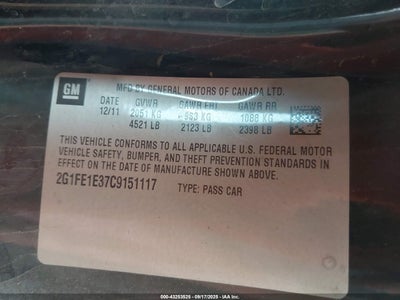 GM
MFD BY GENERAL MOTORS OF CANADA LTD.
DATE GVWR GAWR FRT GAWR RR
12/11 2051 KG 963 KG 1088 KG
4521 LB 2123 LB 2398 LB
THIS VEHICLE CONFORMS TO ALL APPLICABLE U.S. FEDERAL MOTOR
VEHICLE SAFETY, BUMPER, AND THEFT PREVENTION STANDARDS IN
EFFECT ON THE DATE OF MANUFACTURE SHOWN ABOVE.
2G1FE1E37C9151117 TYPE: PASS CAR
000-43253525 - 09/17/2025 - IAA Inc.